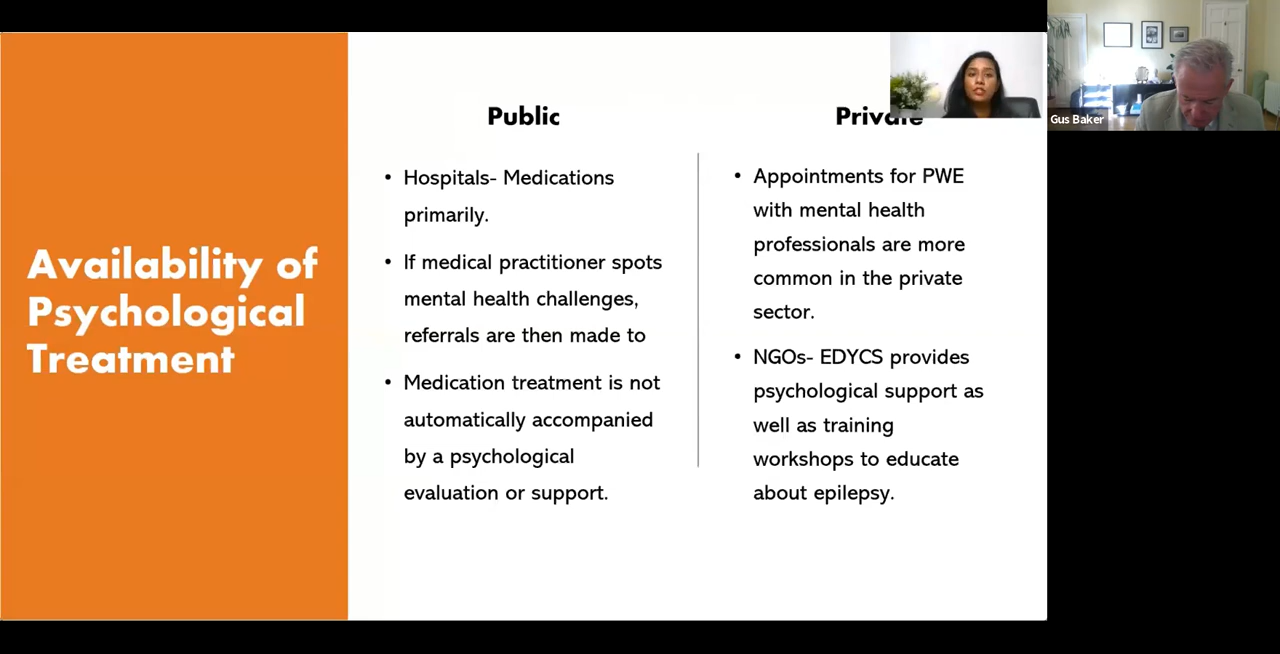 Availability of
Psychological
Treatment
Public
Hospitals- Medications
primarily.
If medical practitioner spots
mental health challenges,
referrals are then made to
Medication treatment is not
automatically accompanied
by a psychological
evaluation or support.
Private
Appointments for PWE
with mental health
professionals are more
common in the private
sector.
NGOs- EDYCS provides
psychological support as
well as training
workshops to educate
about epilepsy.
Gus Baker